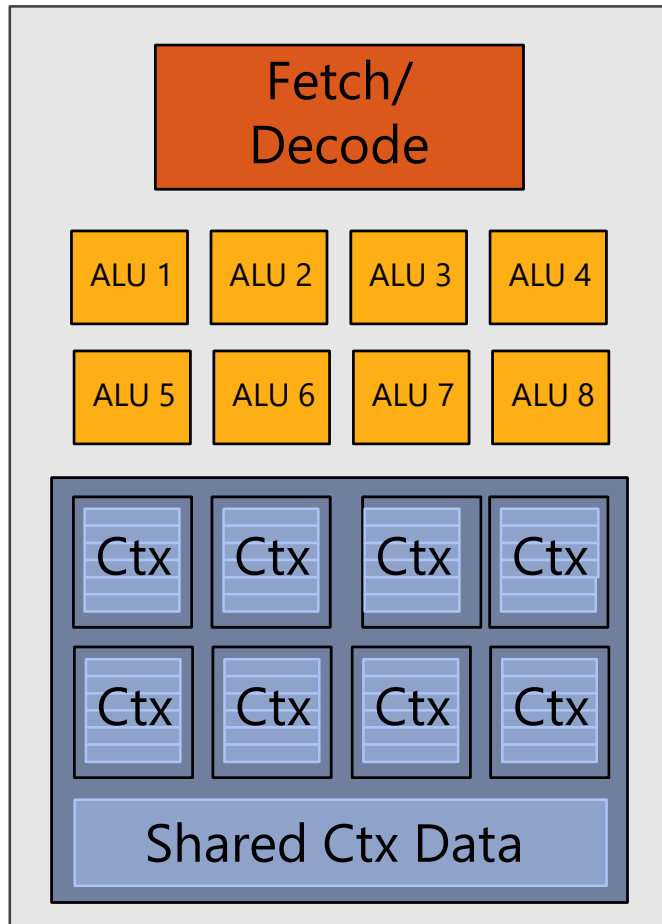 Fetch/
Decode
ALU 1 ALU 2 ALU 3 ALU 4
ALU 5 ALU 6 ALU 7 ALU 8
Ctx Ctx Ctx Ctx
Ctx Ctx Ctx Ctx
Shared Ctx Data